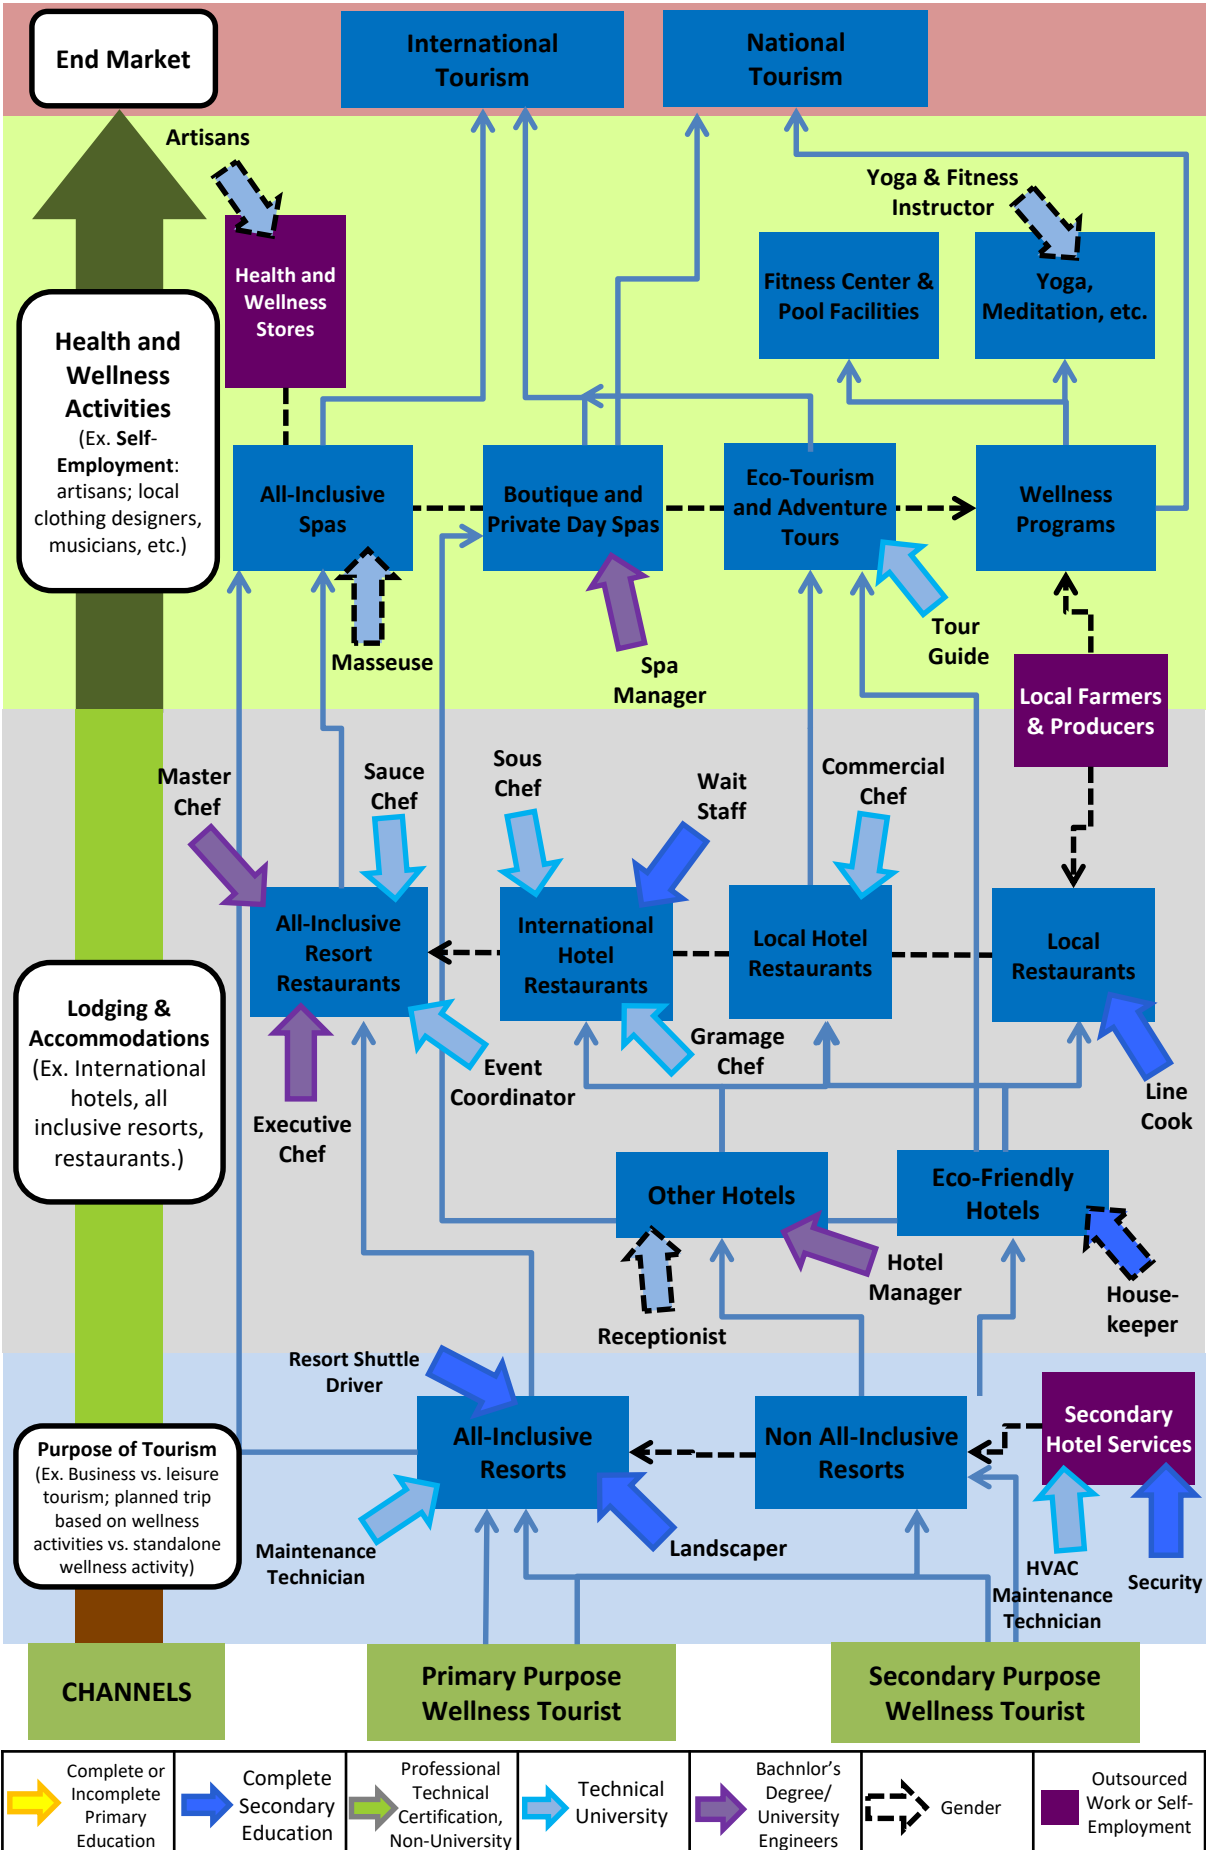 End Market
International
Tourism
National
Tourism
Artisans
Yoga & Fitness
Instructor
Health and
Wellness
Stores
Fitness Center &
Pool Facilities
Yoga,
Meditation, etc.
Health and
Wellness
Activities
(Ex. Self-
Employment:
artisans; local
clothing designers,
musicians, etc.)
All-Inclusive
Spas
Boutique and
Private Day Spas
Eco-Tourism
and Adventure
Tours
Wellness
Programs
Masseuse
Spa
Manager
Tour
Guide
Local Farmers
& Producers
Master
Chef
Sauce
Chef
Sous
Chef
Wait
Staff
Commercial
Chef
All-Inclusive
Resort
Restaurants
International
Hotel
Restaurants
Local Hotel
Restaurants
Local
Restaurants
Lodging &
Accommodations
(Ex. International
hotels, all
inclusive resorts,
restaurants.)
Executive
Chef
Event
Coordinator
Gramage
Chef
Line
Cook
Other Hotels
Eco-Friendly
Hotels
Receptionist
Hotel
Manager
House-
keeper
Resort Shuttle
Driver
Purpose of Tourism
(Ex. Business vs. leisure
tourism; planned trip
based on wellness
activities vs. standalone
wellness activity)
All-Inclusive
Resorts
Non All-Inclusive
Resorts
Secondary
Hotel Services
Maintenance
Technician
Landscaper
HVAC
Maintenance
Technician
Security
CHANNELS
Primary Purpose
Wellness Tourist
Secondary Purpose
Wellness Tourist
Complete or
Incomplete
Primary
Education
Complete
Secondary
Education
Professional
Technical
Certification,
Non-University
Technical
University
Bachnlor's
Degree/
University
Engineers
Gender
Outsourced
Work or Self-
Employment